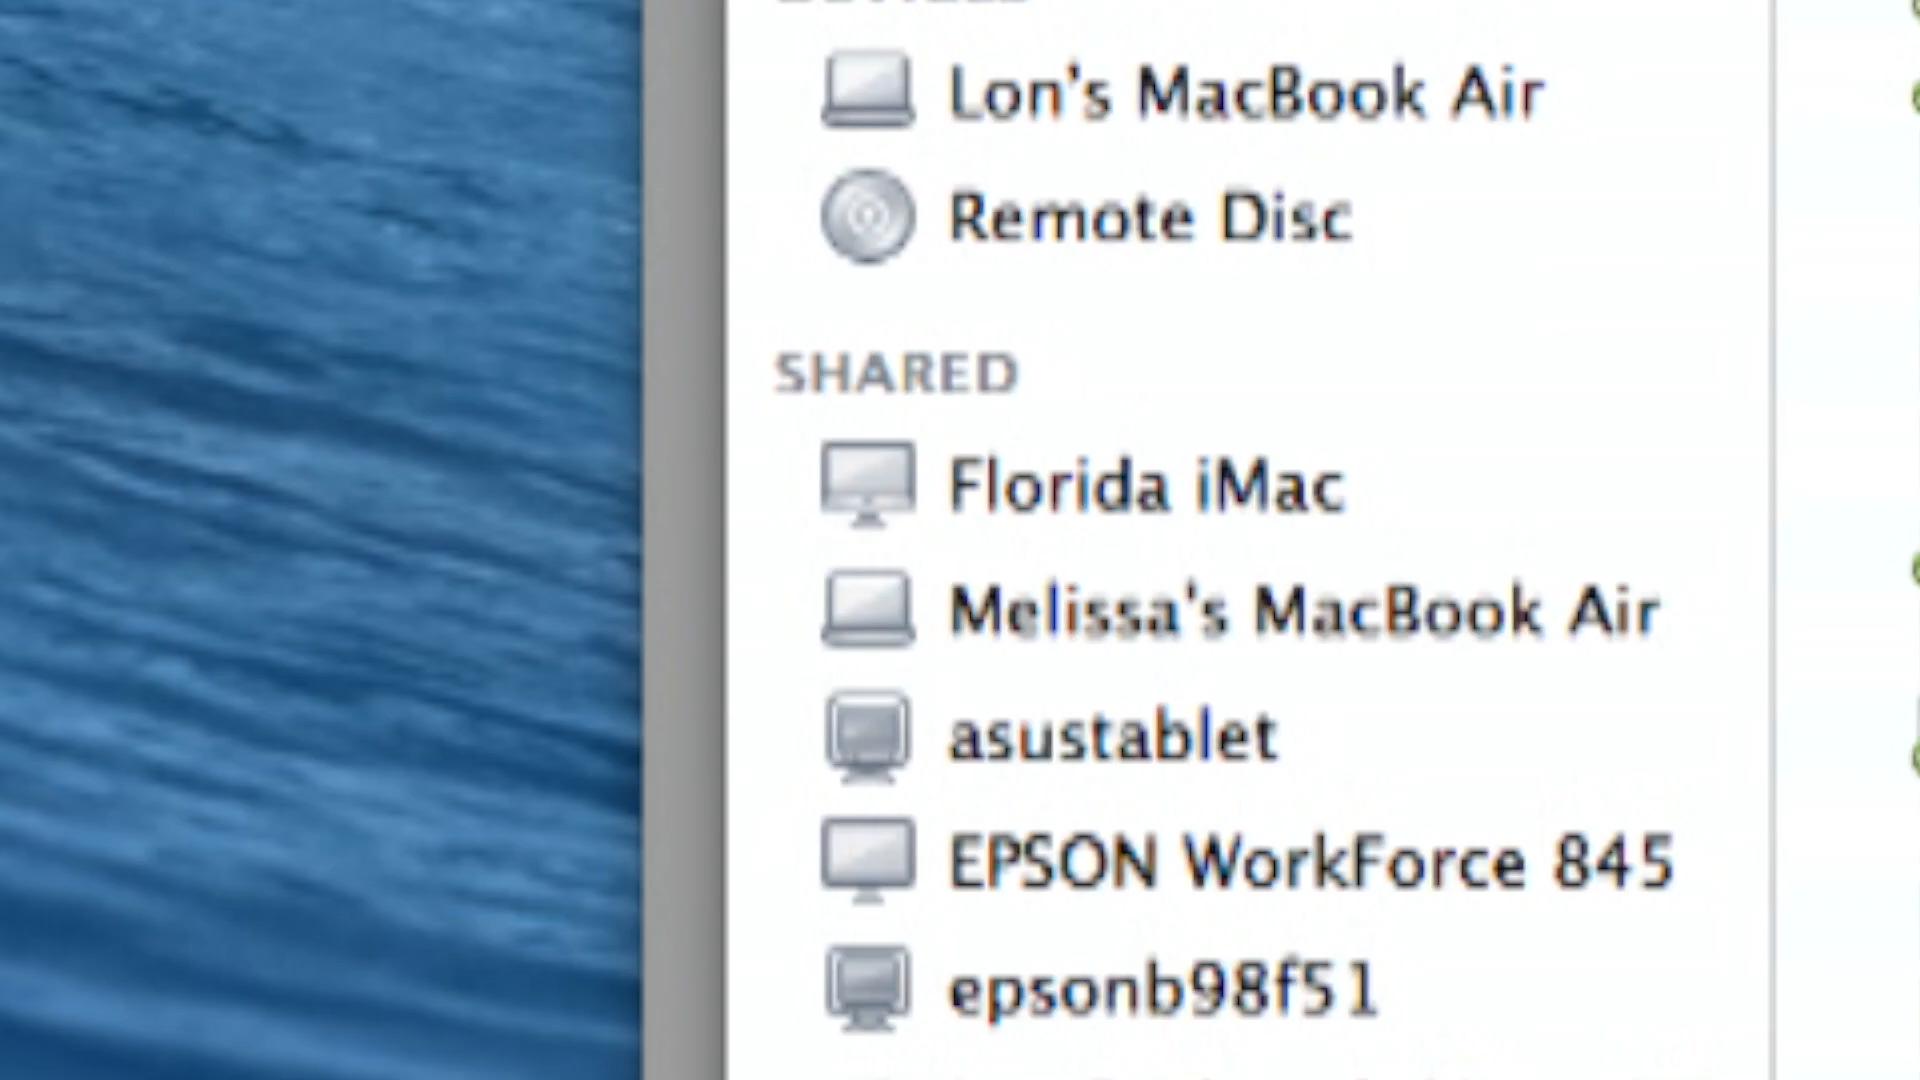 Lon's MacBook Air
Remote Disc
SHARED
Florida iMac
Melissa's MacBook Air
asustablet
EPSON WorkForce 845
epsonb98f51